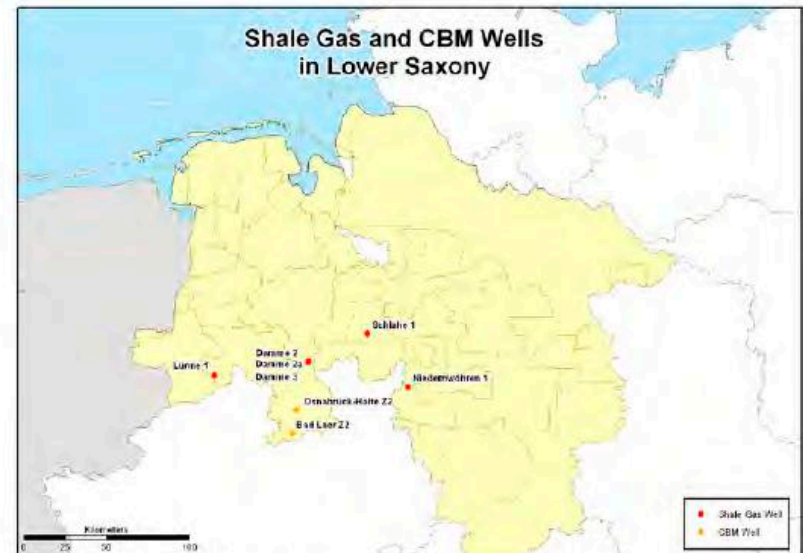 Shale Gas and CBM Wells
in Lower Saxony
Schlahe 1
Damme 2
Damme 2a
Damme 3
Lünne 1
Niedernwöhren 1
Osnabrück-Holte Z2
Bad Laer Z2
Kilometers
0 25 50 100
Shale Gas Well
CBM Well